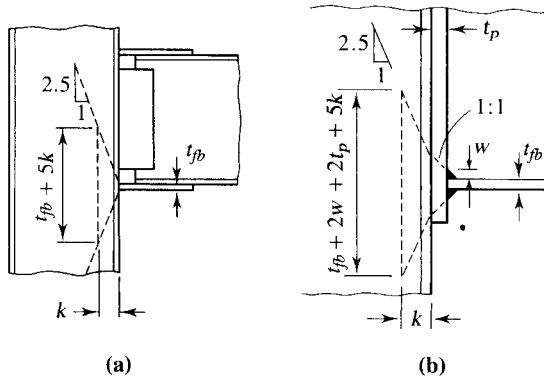 2.5
1
t_fb + 5k
t_fb
k
(a)
2.5
1
t_p
1:1
w
t_fb
t_fb + 2w + 2t_p + 5k
k
(b)